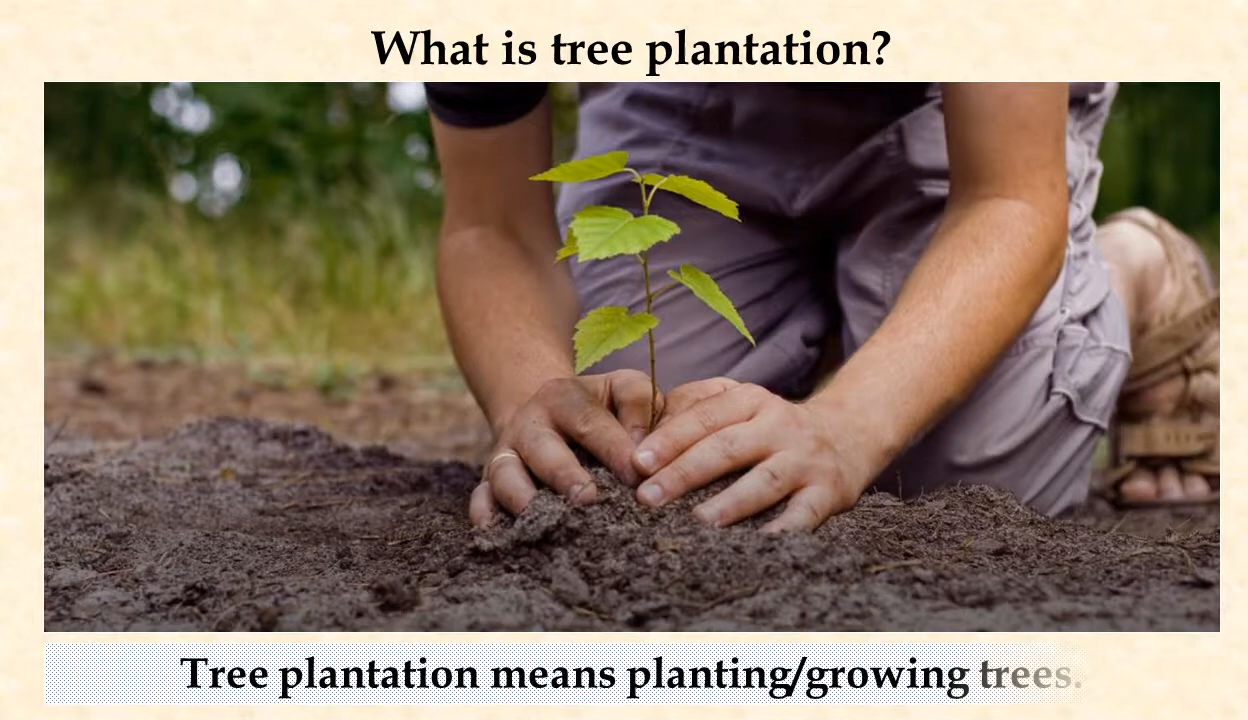 What is tree plantation?
Tree plantation means planting/growing trees.